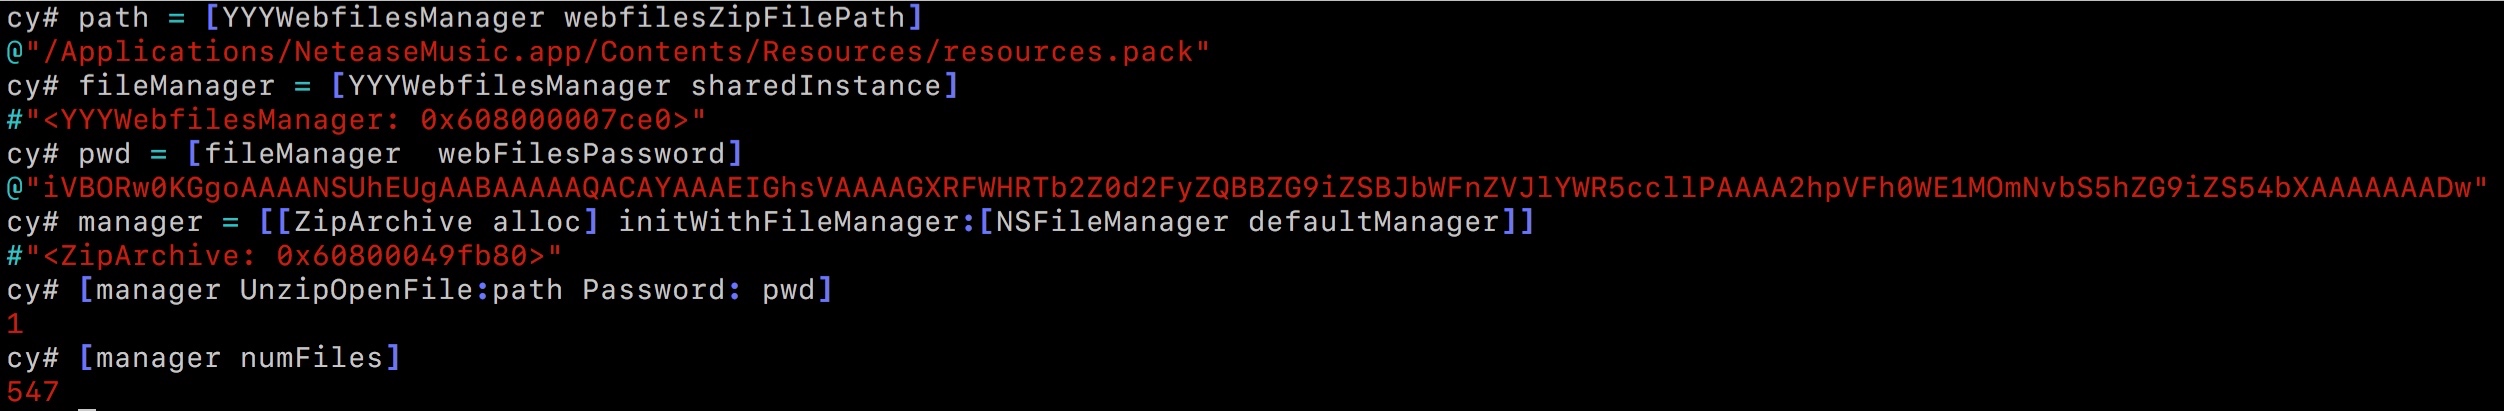 cy# path = [YYYWebfilesManager webfilesZipFilePath]
@"/Applications/NeteaseMusic.app/Contents/Resources/resources.pack"
cy# fileManager = [YYYWebfilesManager sharedInstance]
#"<YYYWebfilesManager: 0x608000007ce0>"
cy# pwd = [fileManager  webFilesPassword]
@"iVBORw0KGgoAAAANSUhEUgAABAAAAAQACAYAAAEIGhsVAAAAGXRFWHRTb2Z0d2FyZQBBZG9iZSBJbWFnZVJlYWR5ccllPAAAA2hpVFh0WE1MOmNvbS5hZG9iZS54bXAAAAAAADw"
cy# manager = [[ZipArchive alloc] initWithFileManager:[NSFileManager defaultManager]]
#"<ZipArchive: 0x60800049fb80>"
cy# [manager UnzipOpenFile:path Password: pwd]
1
cy# [manager numFiles]
547